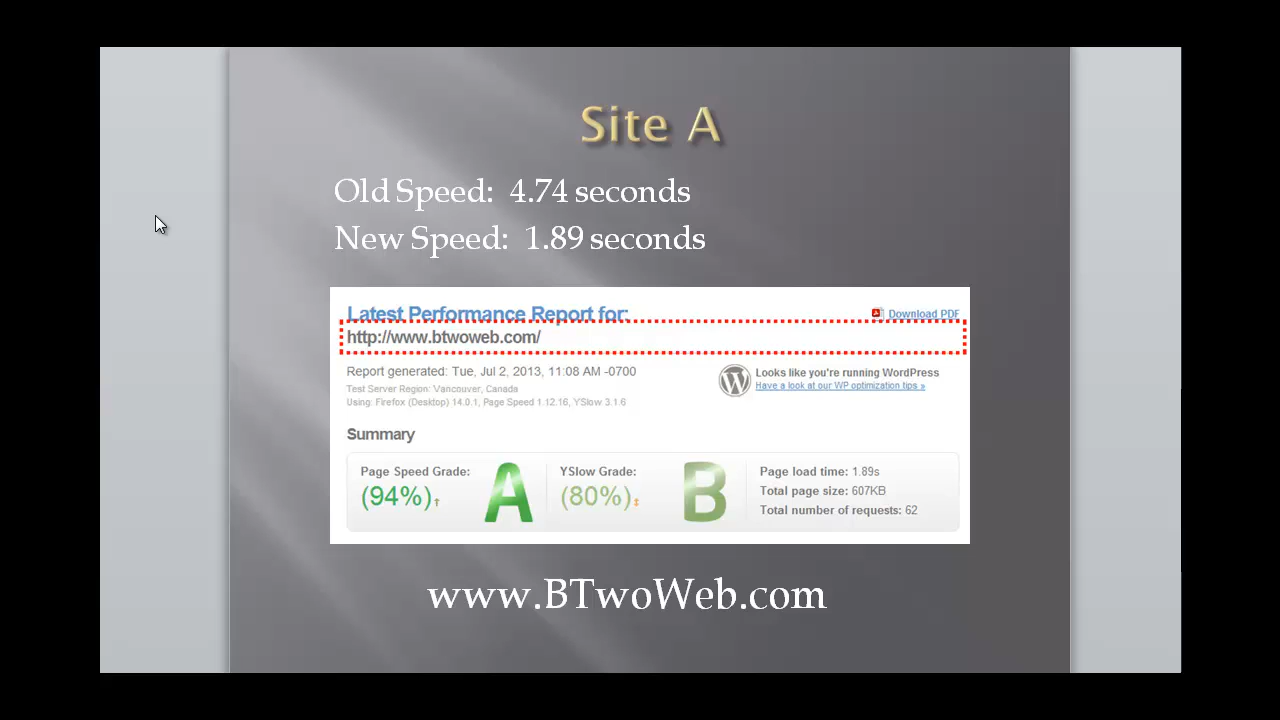 Site A
Old Speed: 4.74 seconds
New Speed: 1.89 seconds
Latest Performance Report for:
Download PDF
http://www.btwoweb.com/
Report generated: Tue, Jul 2, 2013, 11:08 AM -0700
Test Server Region: Vancouver, Canada
Using: Firefox (Desktop) 14.0.1, Page Speed 1.12.16, YSlow 3.1.6
Looks like you're running WordPress
Have a look at our WP optimization tips »
Summary
Page Speed Grade:
(94%)↑
A
YSlow Grade:
(80%)↕
B
Page load time: 1.89s
Total page size: 607KB
Total number of requests: 62
www.BTwoWeb.com